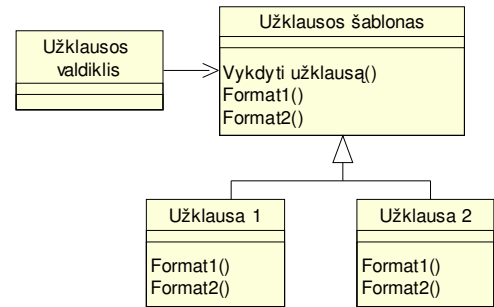 Užklausos
valdiklis
Užklausos šablonas
Vykdyti užklausą()
Format1()
Format2()
Užklausa 1
Format1()
Format2()
Užklausa 2
Format1()
Format2()